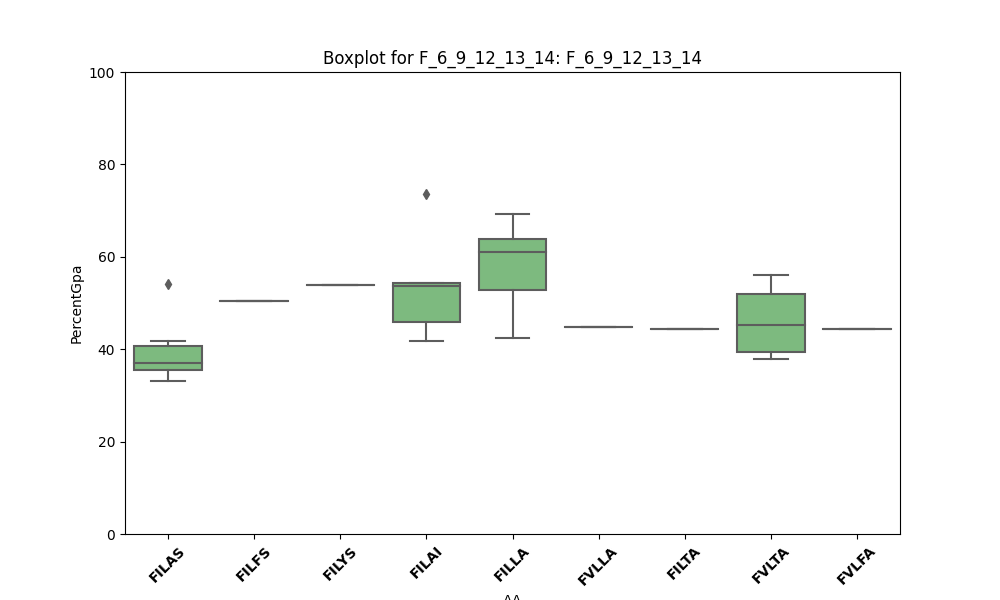 Boxplot for F_6_9_12_13_14: F_6_9_12_13_14
100
80
60
40
20
0
PercentGpa
FILAS
FILFS
FILYS
FILAI
FILLA
FVLLA
FILTA
FVLTA
FVLFA
AA